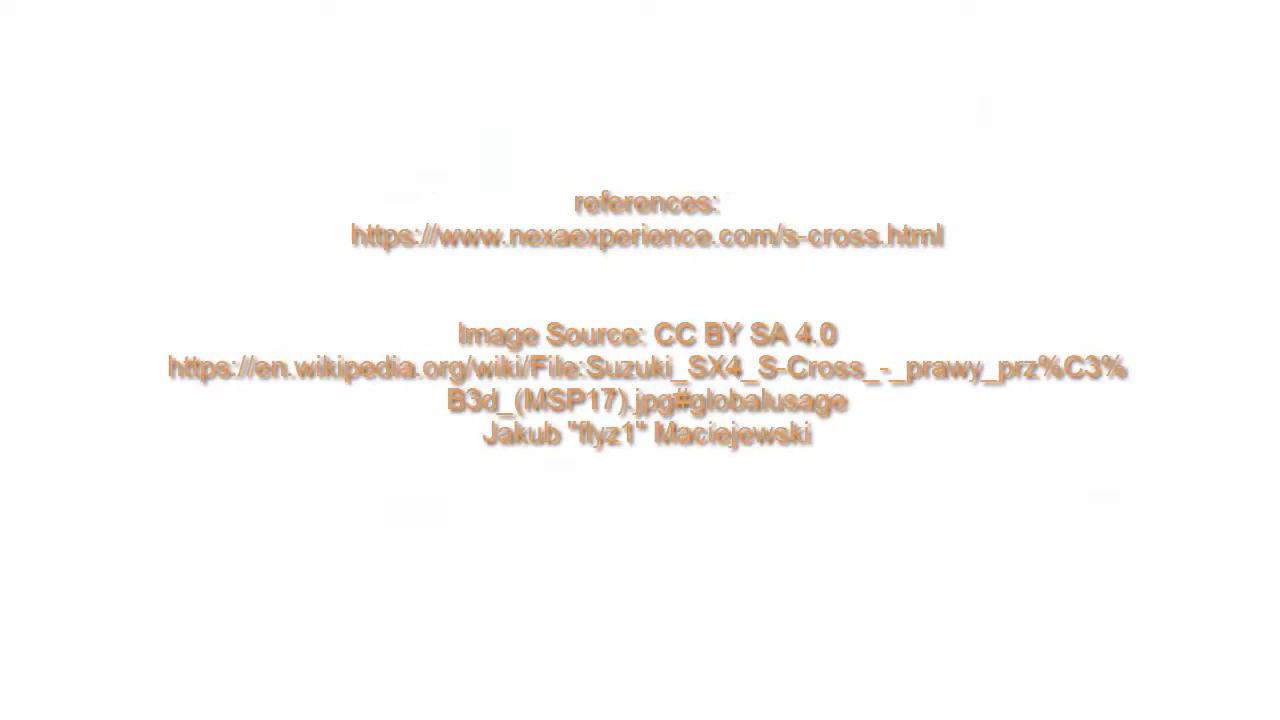 references:
https://www.nexaexperience.com/s-cross.html
Image Source: CC BY SA 4.0
https://en.wikipedia.org/wiki/File:Suzuki_SX4_S-Cross_-_prawy_prz%C3%
B3d_(MSP17).jpg#globalusage
Jakub "flyz1" Maciejewski